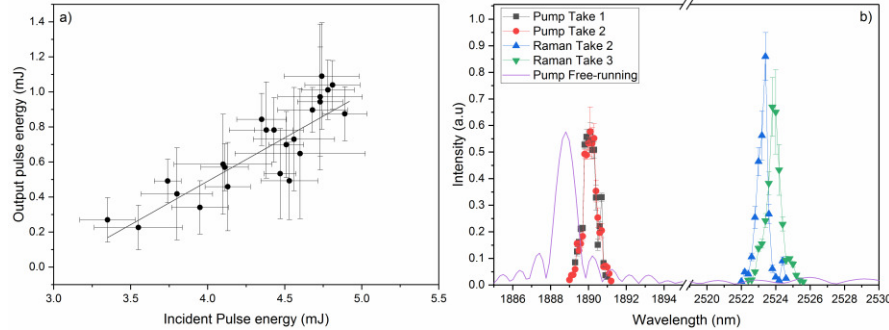 a)
1.4
1.2
1.0
0.8
0.6
0.4
0.2
0.0
Output pulse energy (mJ)
3.0 3.5 4.0 4.5 5.0 5.5
Incident Pulse energy (mJ)
b)
Pump Take 1
Pump Take 2
Raman Take 2
Raman Take 3
Pump Free-running
1.0
0.9
0.8
0.7
0.6
0.5
0.4
0.3
0.2
0.1
0.0
Intensity (a.u)
1886 1888 1890 1892 1894 2520 2522 2524 2526 2528 2530
Wavelength (nm)